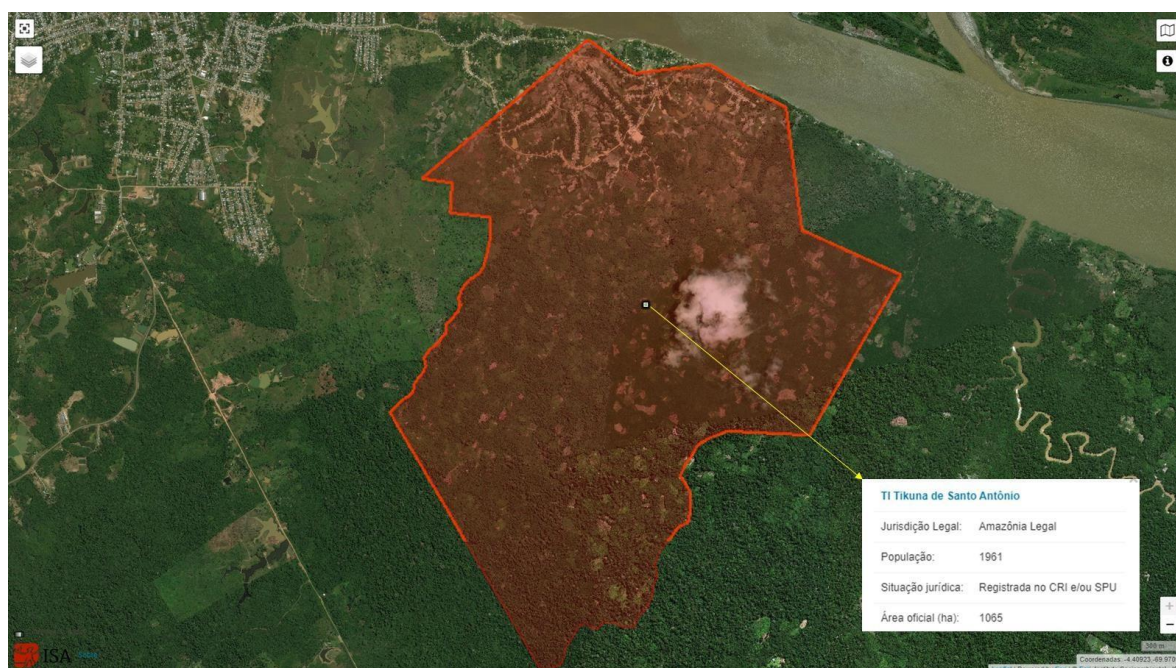 TI Tikuna de Santo Antônio
Jurisdição Legal: Amazônia Legal
População: 1961
Situação jurídica: Registrada no CRI e/ou SPU
Área oficial (ha): 1065
+
−
ISA
300 m